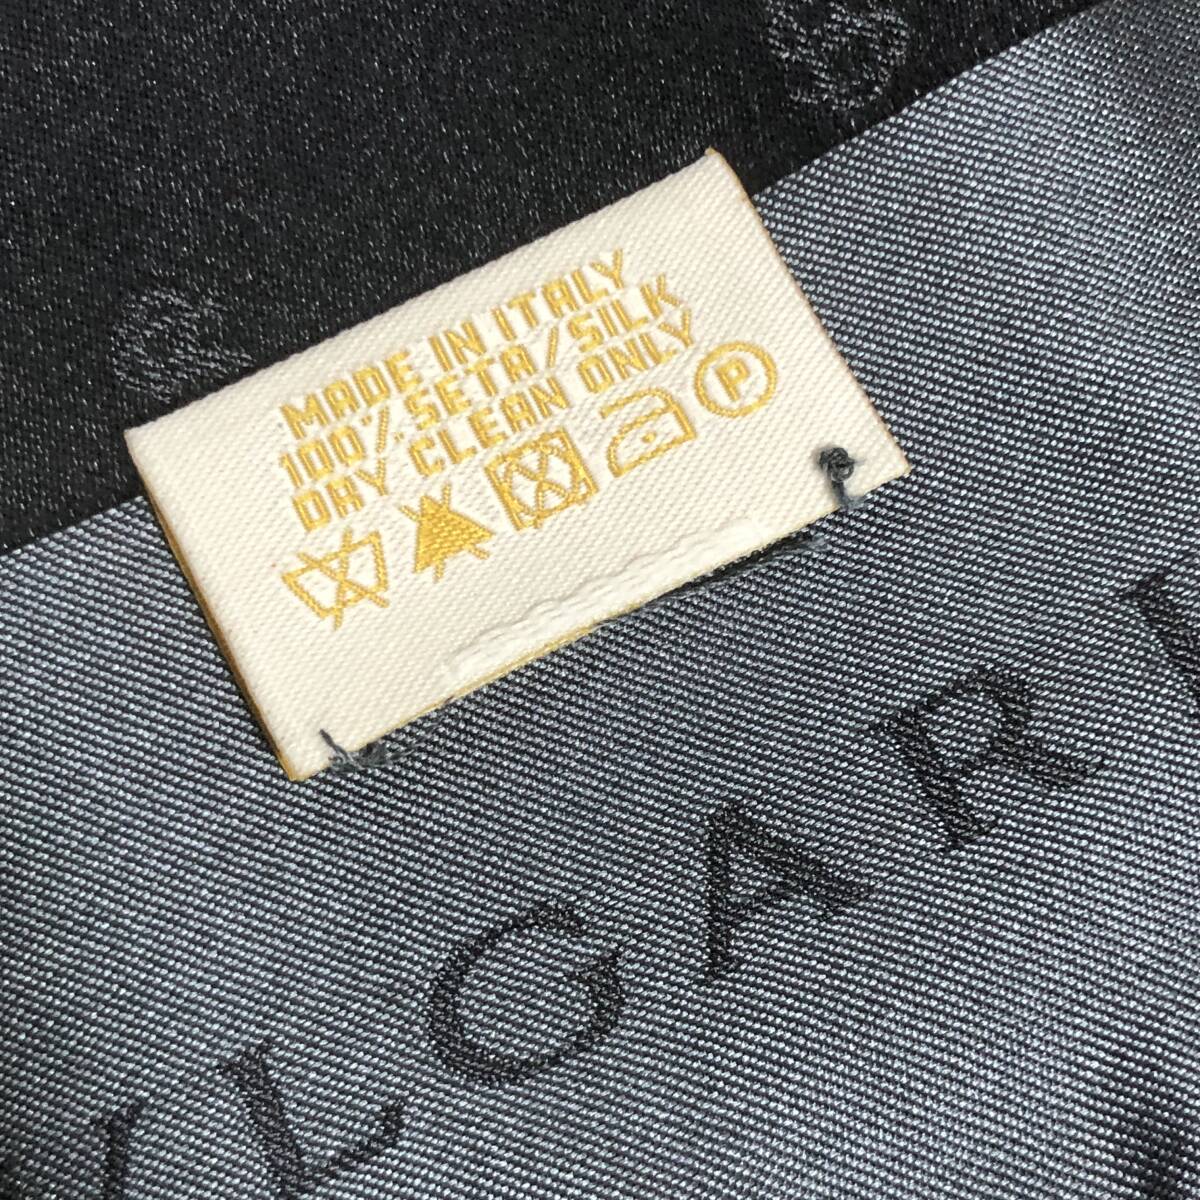 MADE IN ITALY
100% SETA/SILK
DRY CLEAN ONLY
P
LGAR